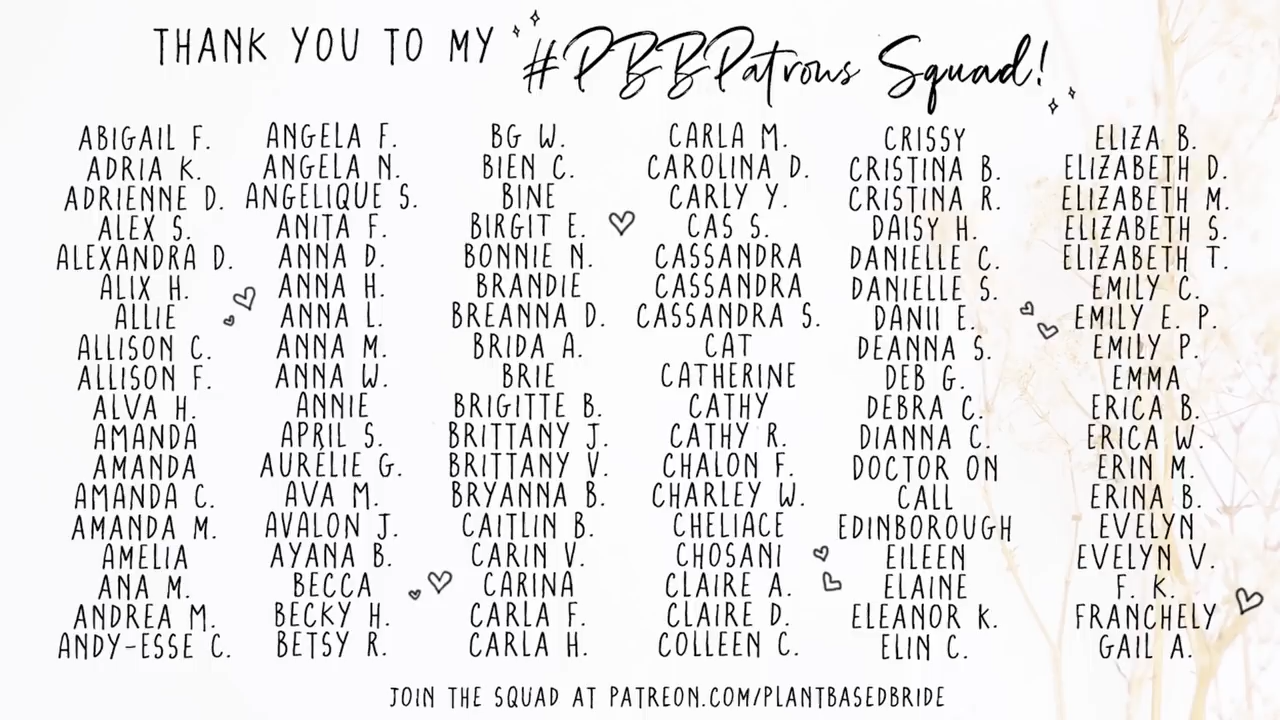 THANK YOU TO MY #PBBPatrons Squad!
ABIGAIL F.
ADRIA K.
ADRIENNE D.
ALEX S.
ALEXANDRA D.
ALIX H.
ALLIE
ALLISON C.
ALLISON F.
ALVA H.
AMANDA
AMANDA
AMANDA C.
AMANDA M.
AMELIA
ANA M.
ANDREA M.
ANDY-ESSE C.
ANGELA F.
ANGELA N.
ANGELIQUE S.
ANITA F.
ANNA D.
ANNA H.
ANNA L.
ANNA M.
ANNA W.
ANNIE
APRIL S.
AURÉLIE G.
AVA M.
AVALON J.
AYANA B.
BECCA
BECKY H.
BETSY R.
BG W.
BIEN C.
BINE
BIRGIT E.
BONNIE N.
BRANDIE
BREANNA D.
BRIDA A.
BRIE
BRIGITTE B.
BRITTANY J.
BRITTANY V.
BRYANNA B.
CAITLIN B.
CARIN V.
CARINA
CARLA F.
CARLA H.
CARLA M.
CAROLINA D.
CARLY Y.
CAS S.
CASSANDRA
CASSANDRA
CASSANDRA S.
CAT
CATHERINE
CATHY
CATHY R.
CHALON F.
CHARLEY W.
CHELIACE
CHOSANI
CLAIRE A.
CLAIRE D.
COLLEEN C.
CRISSY
CRISTINA B.
CRISTINA R.
DAISY H.
DANIELLE C.
DANIELLE S.
DANII E.
DEANNA S.
DEB G.
DEBRA C.
DIANNA C.
DOCTOR ON
CALL
EDINBOROUGH
EILEEN
ELAINE
ELEANOR K.
ELIN C.
ELIZA B.
ELIZABETH D.
ELIZABETH M.
ELIZABETH S.
ELIZABETH T.
EMILY C.
EMILY E. P.
EMILY P.
EMMA
ERICA B.
ERICA W.
ERIN M.
ERINA B.
EVELYN
EVELYN V.
F. K.
FRANCHELY
GAIL A.
JOIN THE SQUAD AT PATREON.COM/PLANTBASEDBRIDE